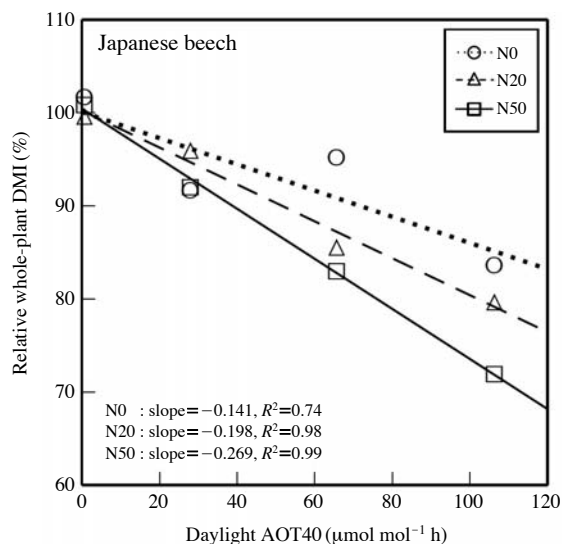 110
100
90
80
70
60
Relative whole-plant DMI (%)
Japanese beech
N0
N20
N50
N0 : slope=−0.141, R²=0.74
N20 : slope=−0.198, R²=0.98
N50 : slope=−0.269, R²=0.99
0 20 40 60 80 100 120
Daylight AOT40 (μmol mol⁻¹ h)